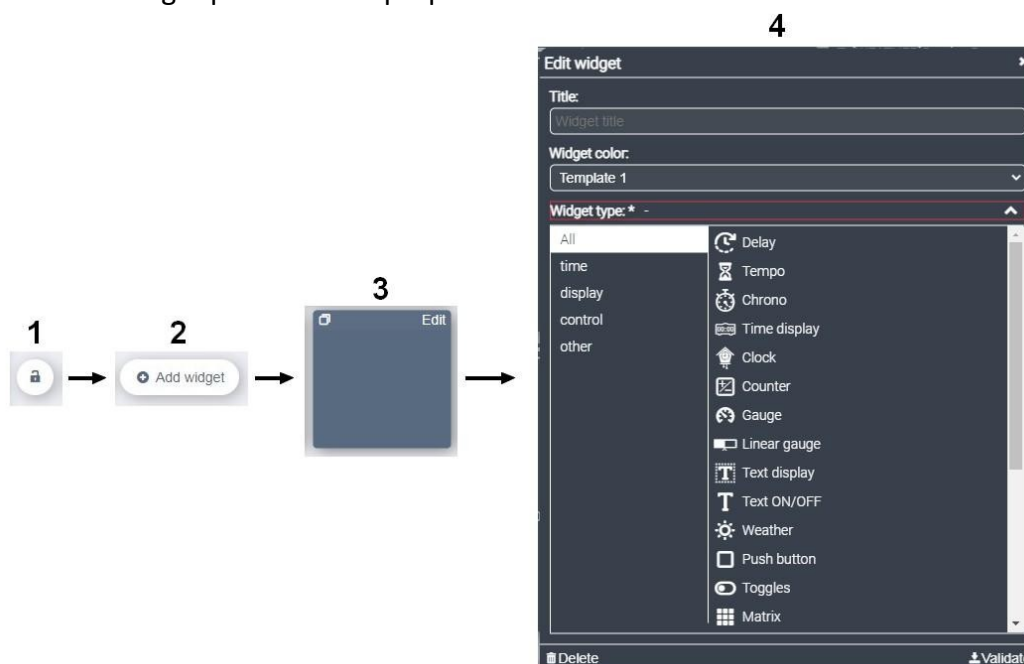 4
Edit widget
Title:
Widget title
Widget color:
Template 1
Widget type: * -
All
time
display
control
other
Delay
Tempo
Chrono
Time display
Clock
Counter
Gauge
Linear gauge
Text display
Text ON/OFF
Weather
Push button
Toggles
Matrix
Delete
Validat
3
Edit
1
2
Add widget